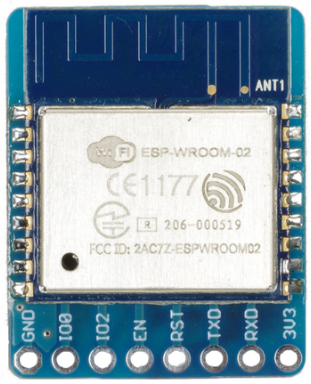 ANT1
Wi Fi ESP-WROOM-02
CE1177
R 206-000519
FCC ID: 2AC7Z-ESPWROOM02
GND IO0 IO2 EN RST TXD RXD 3V3